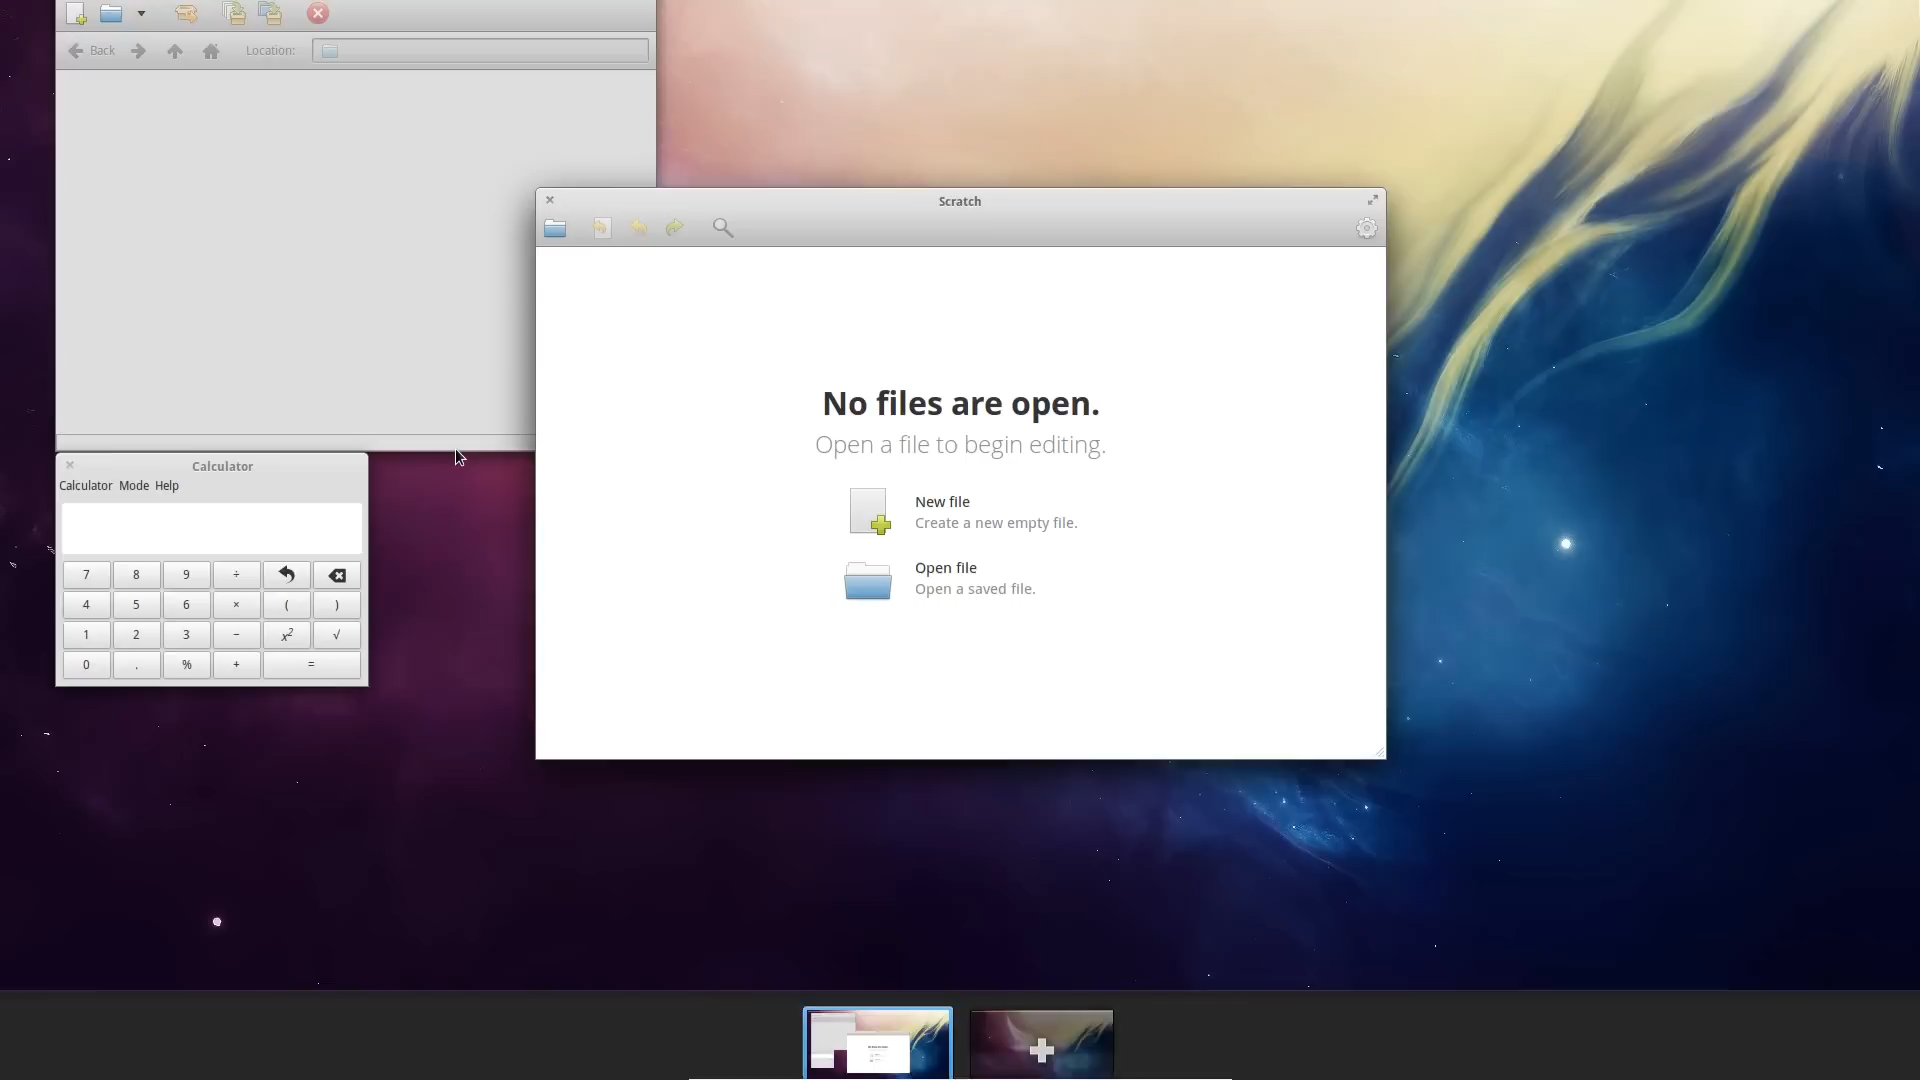 Back
Location:
Scratch
No files are open.
Open a file to begin editing.
New file
Create a new empty file.
Open file
Open a saved file.
Calculator
Calculator Mode Help
7 8 9 ÷
4 5 6 × ( )
1 2 3 − x² √
0 . % + =